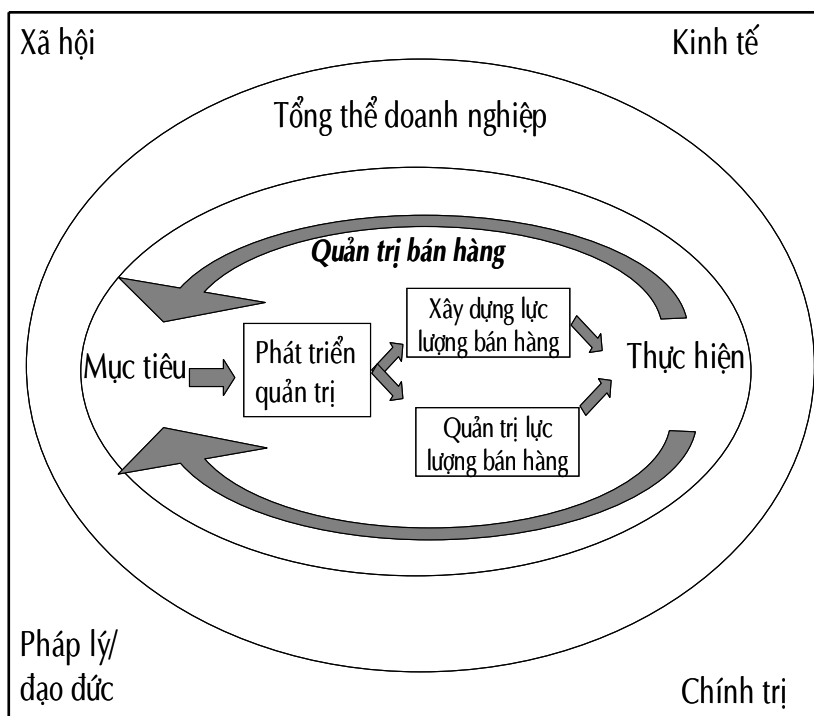 Xã hội
Kinh tế
Tổng thể doanh nghiệp
Quản trị bán hàng
Xây dựng lực
lượng bán hàng
Mục tiêu
Phát triển
quản trị
Thực hiện
Quản trị lực
lượng bán hàng
Pháp lý/
đạo đức
Chính trị